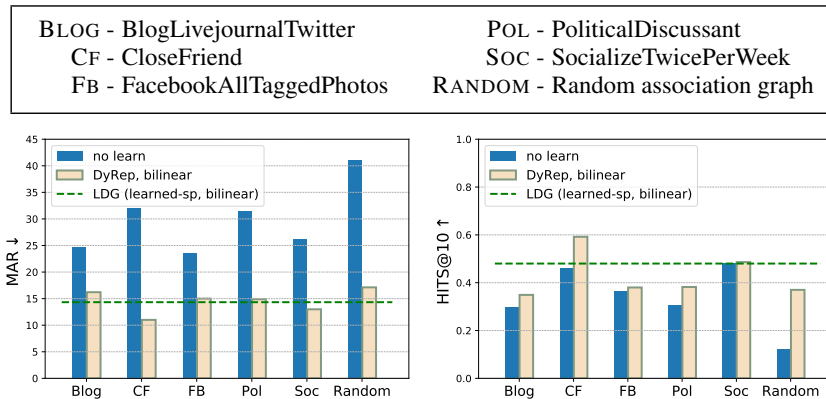 BLOG - BlogLivejournalTwitter POL - PoliticalDiscussant
CF - CloseFriend SOC - SocializeTwicePerWeek
FB - FacebookAllTaggedPhotos RANDOM - Random association graph
45
40
35
30
25
20
15
10
5
0
MAR ↓
no learn
DyRep, bilinear
LDG (learned-sp, bilinear)
Blog CF FB Pol Soc Random
1.0
0.8
0.6
0.4
0.2
0.0
HITS@10 ↑
no learn
DyRep, bilinear
LDG (learned-sp, bilinear)
Blog CF FB Pol Soc Random